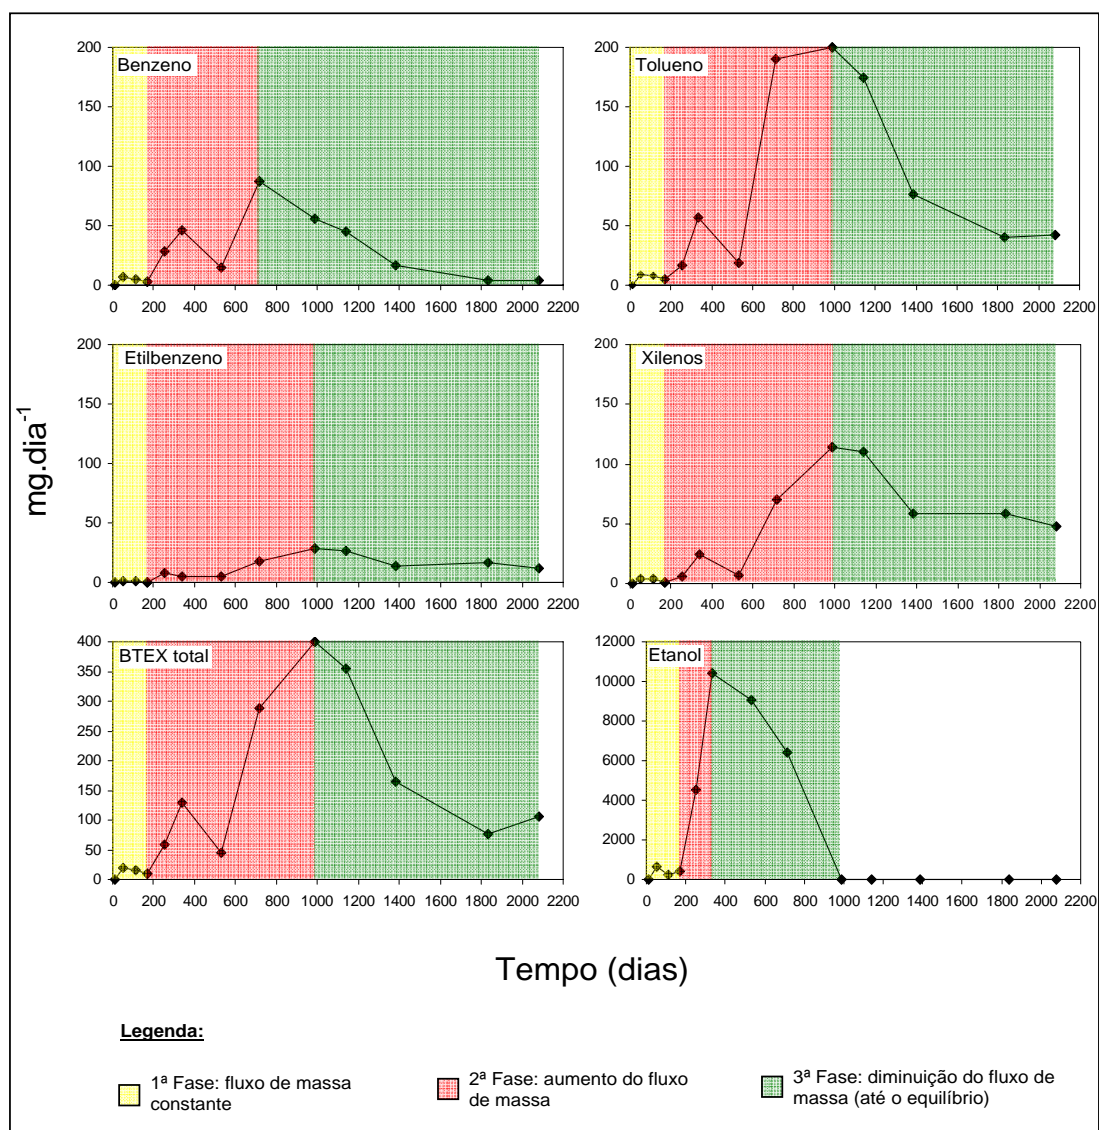 Benzeno
200
150
100
50
0
0 200 400 600 800 1000 1200 1400 1600 1800 2000 2200
Tolueno
200
150
100
50
0
0 200 400 600 800 1000 1200 1400 1600 1800 2000 2200
Etilbenzeno
200
150
100
50
0
0 200 400 600 800 1000 1200 1400 1600 1800 2000 2200
Xilenos
200
150
100
50
0
0 200 400 600 800 1000 1200 1400 1600 1800 2000 2200
mg.dia⁻¹
BTEX total
400
350
300
250
200
150
100
50
0
0 200 400 600 800 1000 1200 1400 1600 1800 2000 2200
Etanol
12000
10000
8000
6000
4000
2000
0
0 200 400 600 800 1000 1200 1400 1600 1800 2000 2200
Tempo (dias)
Legenda:
1ª Fase: fluxo de massa
constante
2ª Fase: aumento do fluxo
de massa
3ª Fase: diminuição do fluxo de
massa (até o equilíbrio)